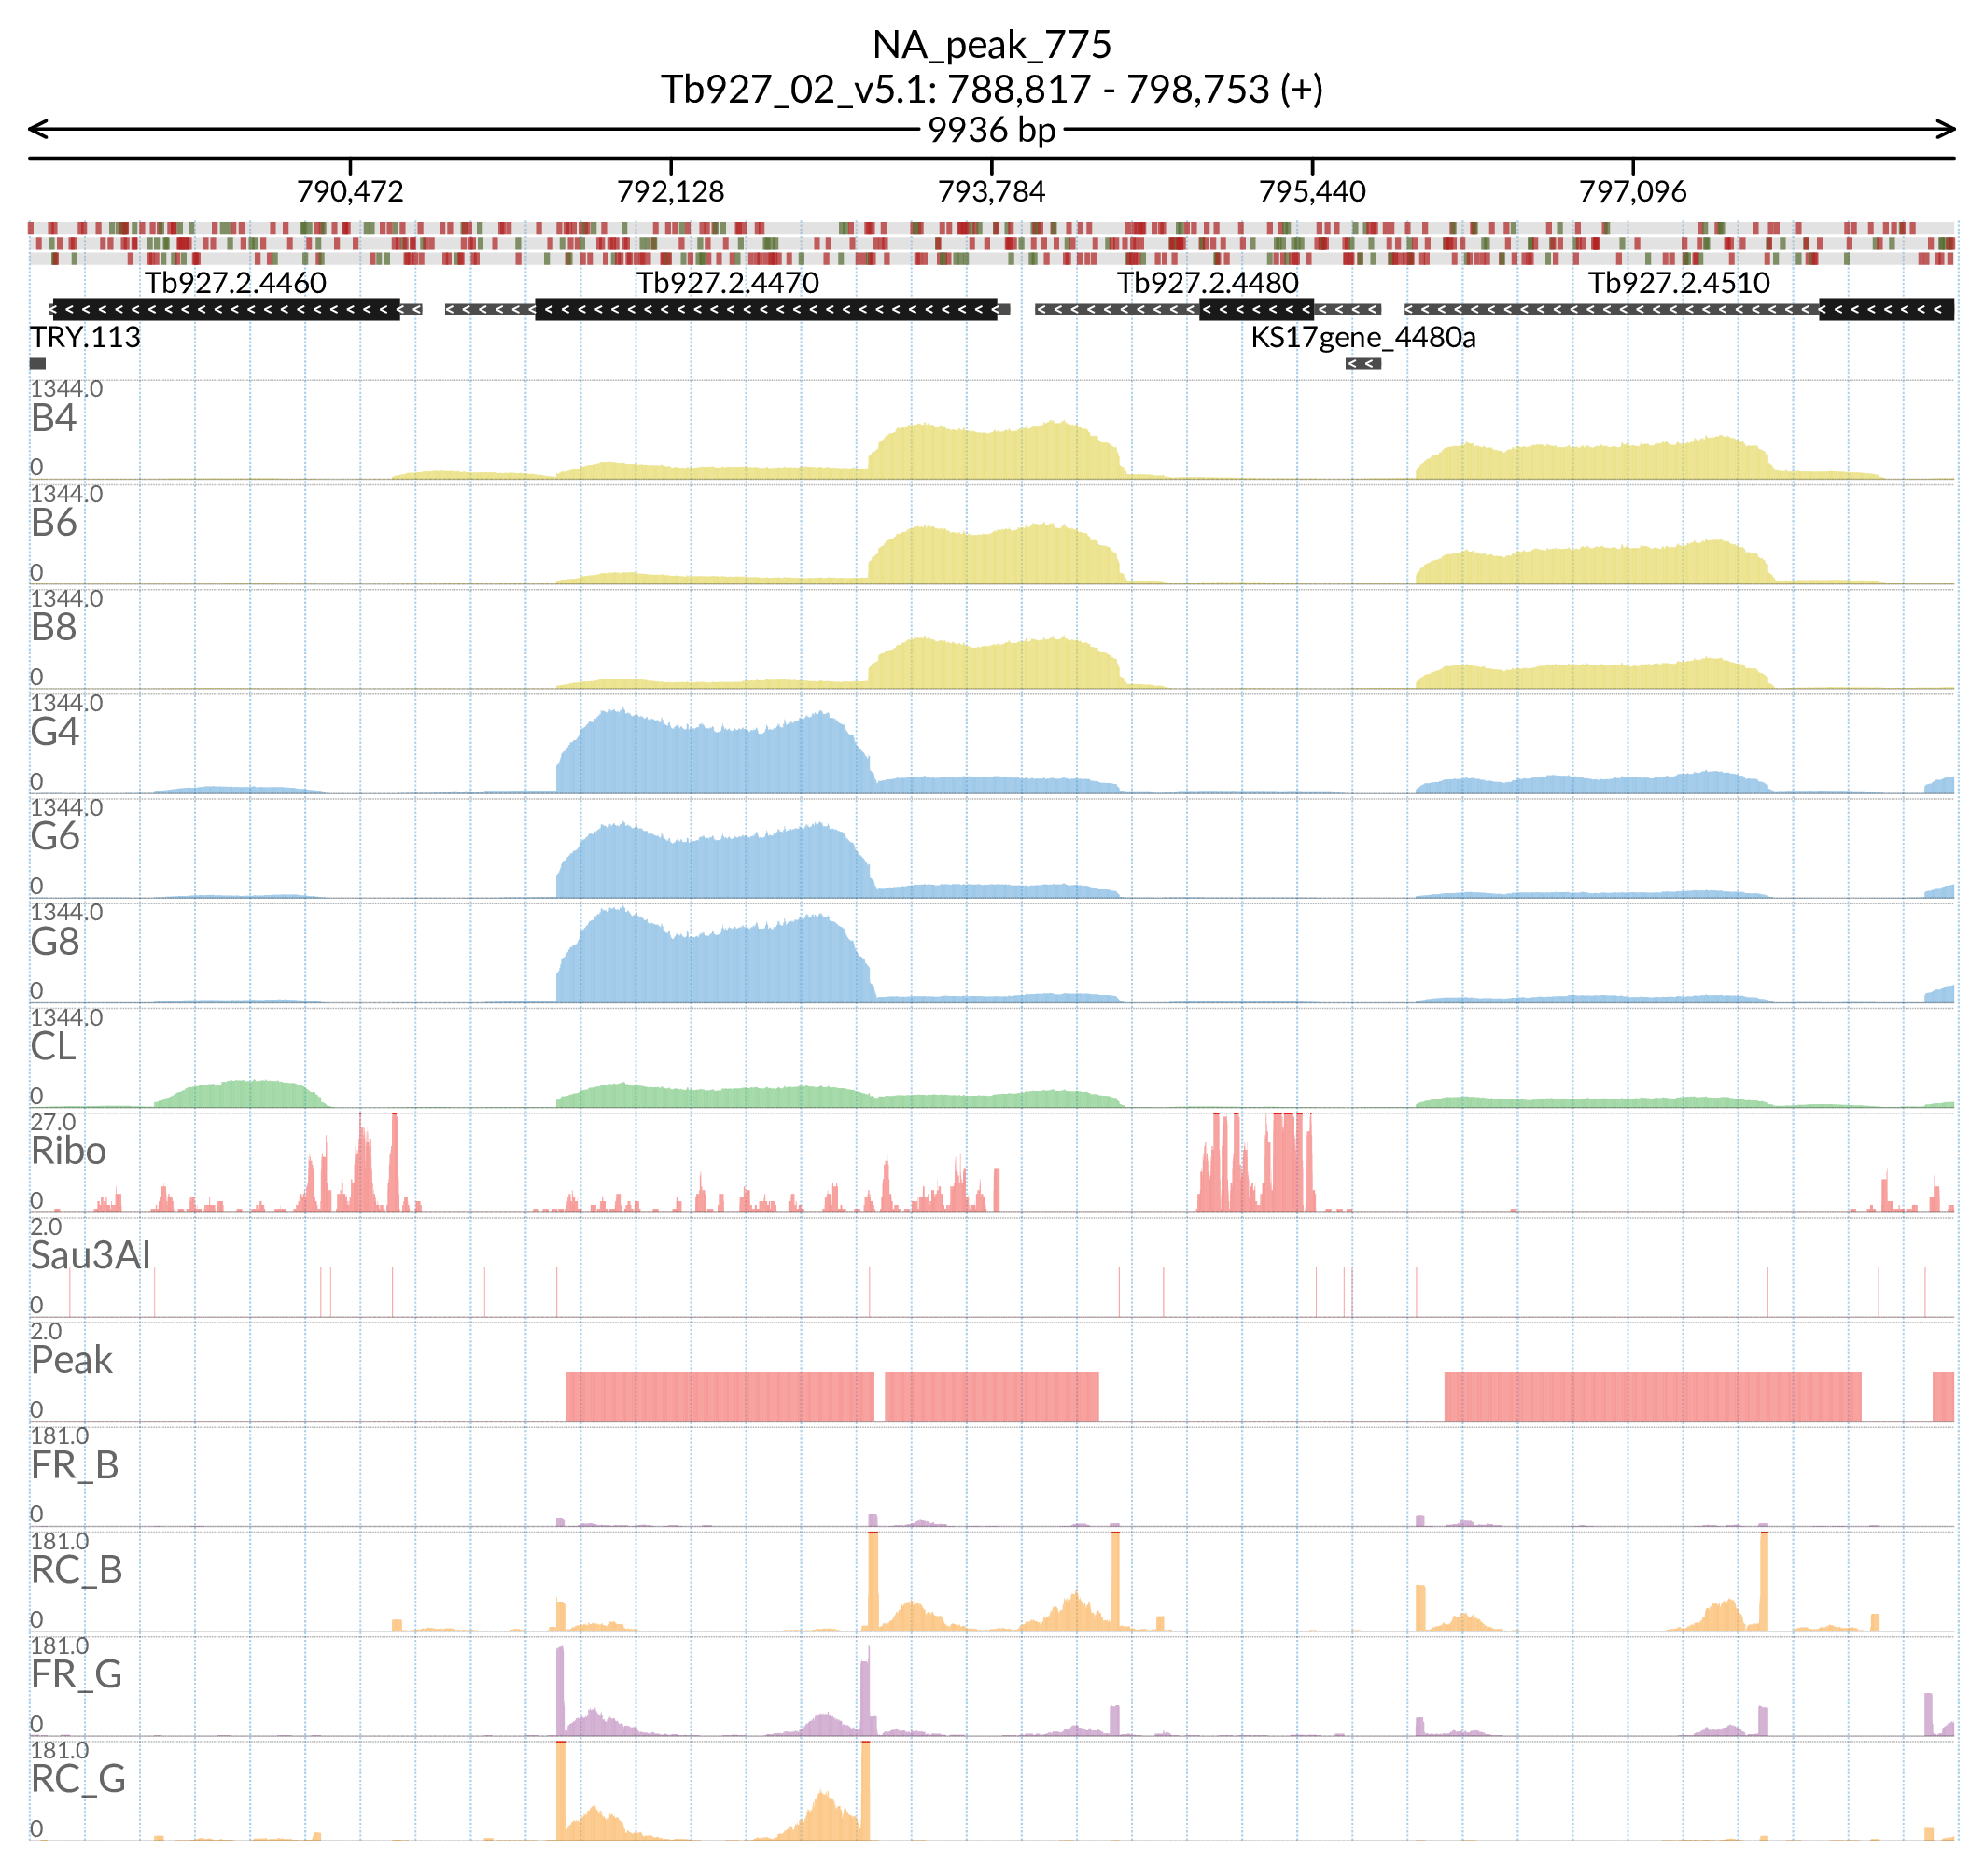 NA_peak_775
Tb927_02_v5.1: 788,817 - 798,753 (+)
9936 bp
790,472 792,128 793,784 795,440 797,096
Tb927.2.4460 Tb927.2.4470 Tb927.2.4480 Tb927.2.4510
TRY.113 KS17gene_4480a
1344.0
B4
0
1344.0
B6
0
1344.0
B8
0
1344.0
G4
0
1344.0
G6
0
1344.0
G8
0
1344.0
CL
0
27.0
Ribo
0
2.0
Sau3AI
0
2.0
Peak
0
181.0
FR_B
0
181.0
RC_B
0
181.0
FR_G
0
181.0
RC_G
0